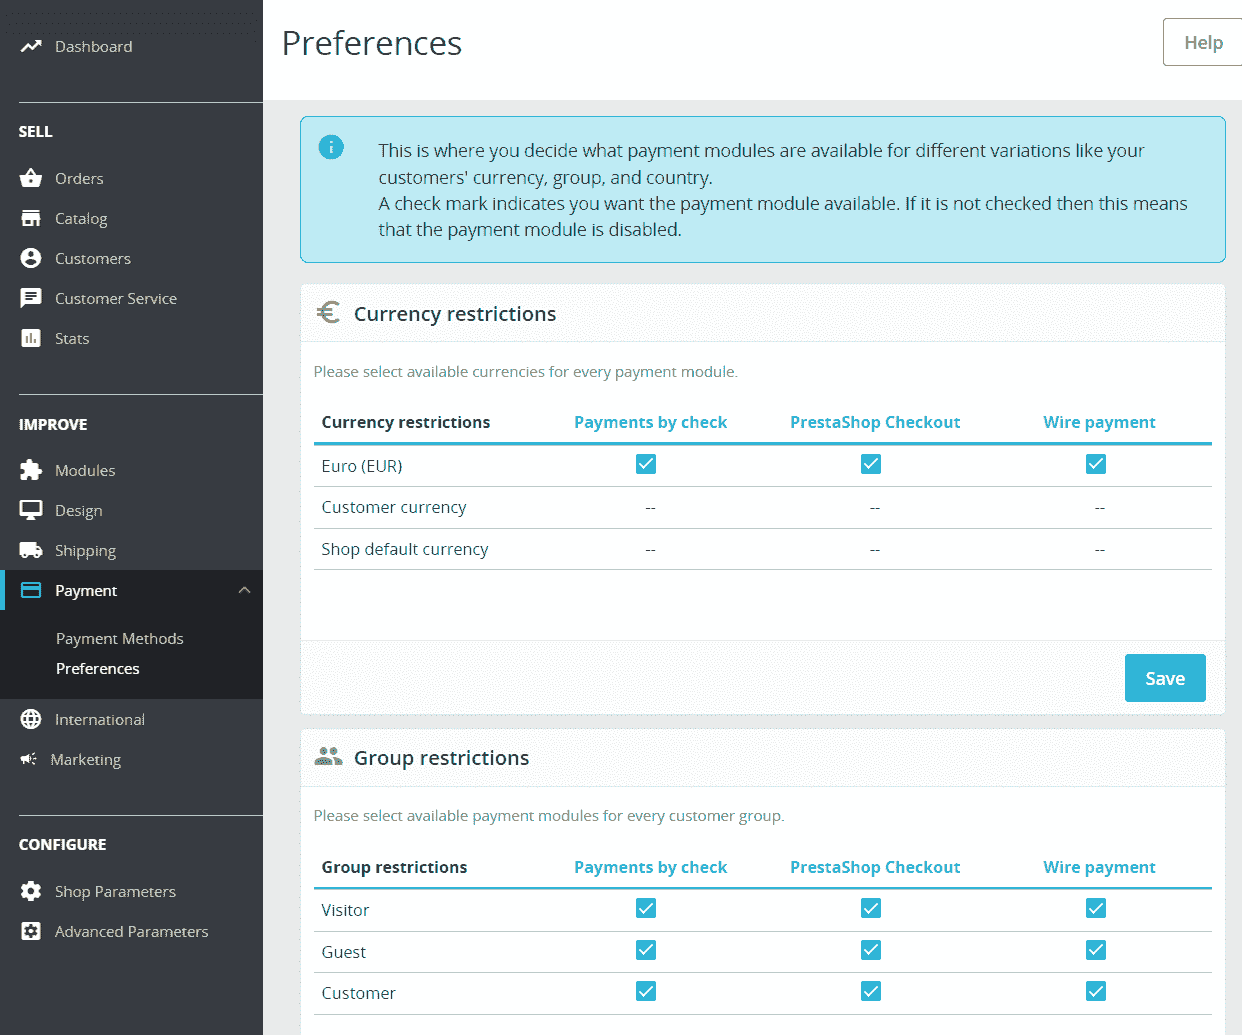 Dashboard
SELL
Orders
Catalog
Customers
Customer Service
Stats
IMPROVE
Modules
Design
Shipping
Payment
Payment Methods
Preferences
International
Marketing
CONFIGURE
Shop Parameters
Advanced Parameters
Preferences
Help
This is where you decide what payment modules are available for different variations like your
customers' currency, group, and country.
A check mark indicates you want the payment module available. If it is not checked then this means
that the payment module is disabled.
Currency restrictions
Please select available currencies for every payment module.
Currency restrictions Payments by check PrestaShop Checkout Wire payment
Euro (EUR)
Customer currency -- -- --
Shop default currency -- -- --
Save
Group restrictions
Please select available payment modules for every customer group.
Group restrictions Payments by check PrestaShop Checkout Wire payment
Visitor
Guest
Customer